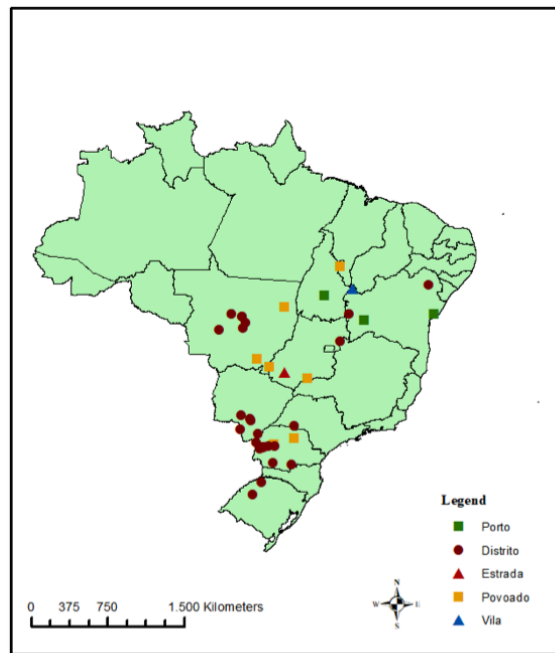 Legend
Porto
Distrito
Estrada
Povoado
Vila
N
W E
S
0 375 750 1.500 Kilometers